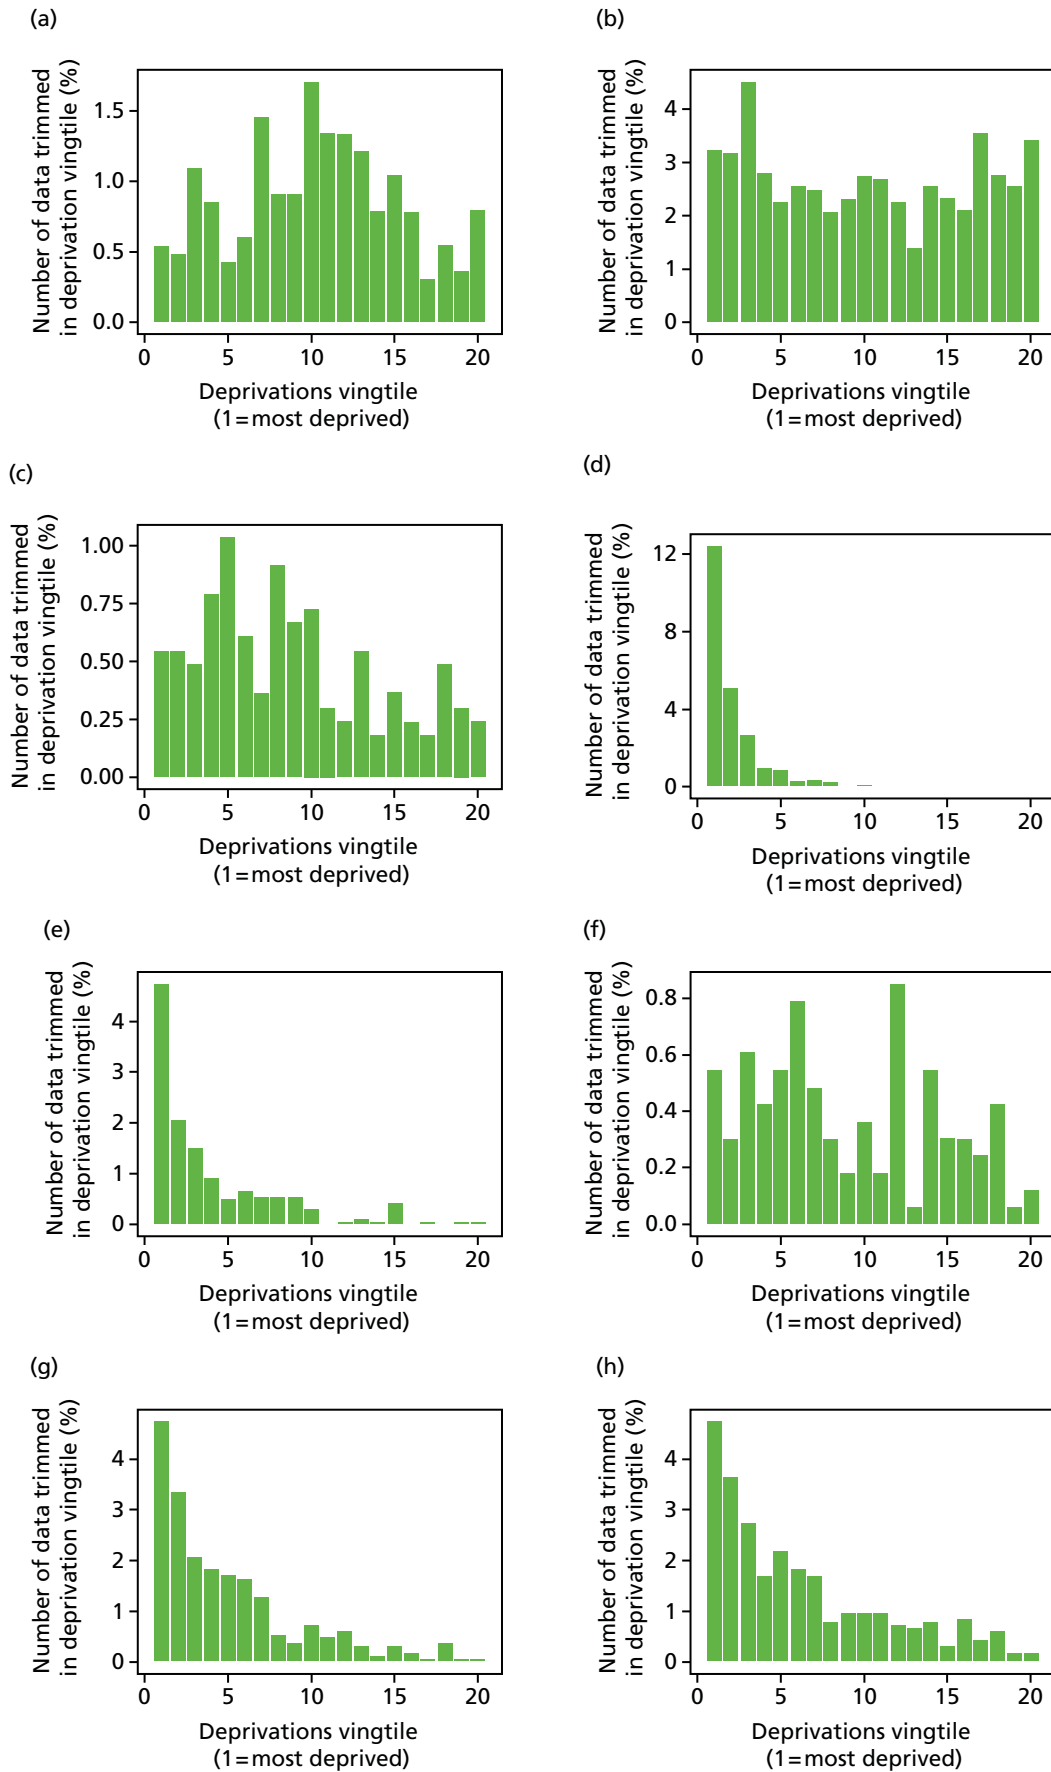 (a)
Number of data trimmed
in deprivation vingtile (%)
1.5
1.0
0.5
0.0
0 5 10 15 20
Deprivations vingtile
(1=most deprived)
(b)
Number of data trimmed
in deprivation vingtile (%)
4
3
2
1
0
0 5 10 15 20
Deprivations vingtile
(1=most deprived)
(c)
Number of data trimmed
in deprivation vingtile (%)
1.00
0.75
0.50
0.25
0.00
0 5 10 15 20
Deprivations vingtile
(1=most deprived)
(d)
Number of data trimmed
in deprivation vingtile (%)
12
8
4
0
0 5 10 15 20
Deprivations vingtile
(1=most deprived)
(e)
Number of data trimmed
in deprivation vingtile (%)
4
3
2
1
0
0 5 10 15 20
Deprivations vingtile
(1=most deprived)
(f)
Number of data trimmed
in deprivation vingtile (%)
0.8
0.6
0.4
0.2
0.0
0 5 10 15 20
Deprivations vingtile
(1=most deprived)
(g)
Number of data trimmed
in deprivation vingtile (%)
4
3
2
1
0
0 5 10 15 20
Deprivations vingtile
(1=most deprived)
(h)
Number of data trimmed
in deprivation vingtile (%)
4
3
2
1
0
0 5 10 15 20
Deprivations vingtile
(1=most deprived)